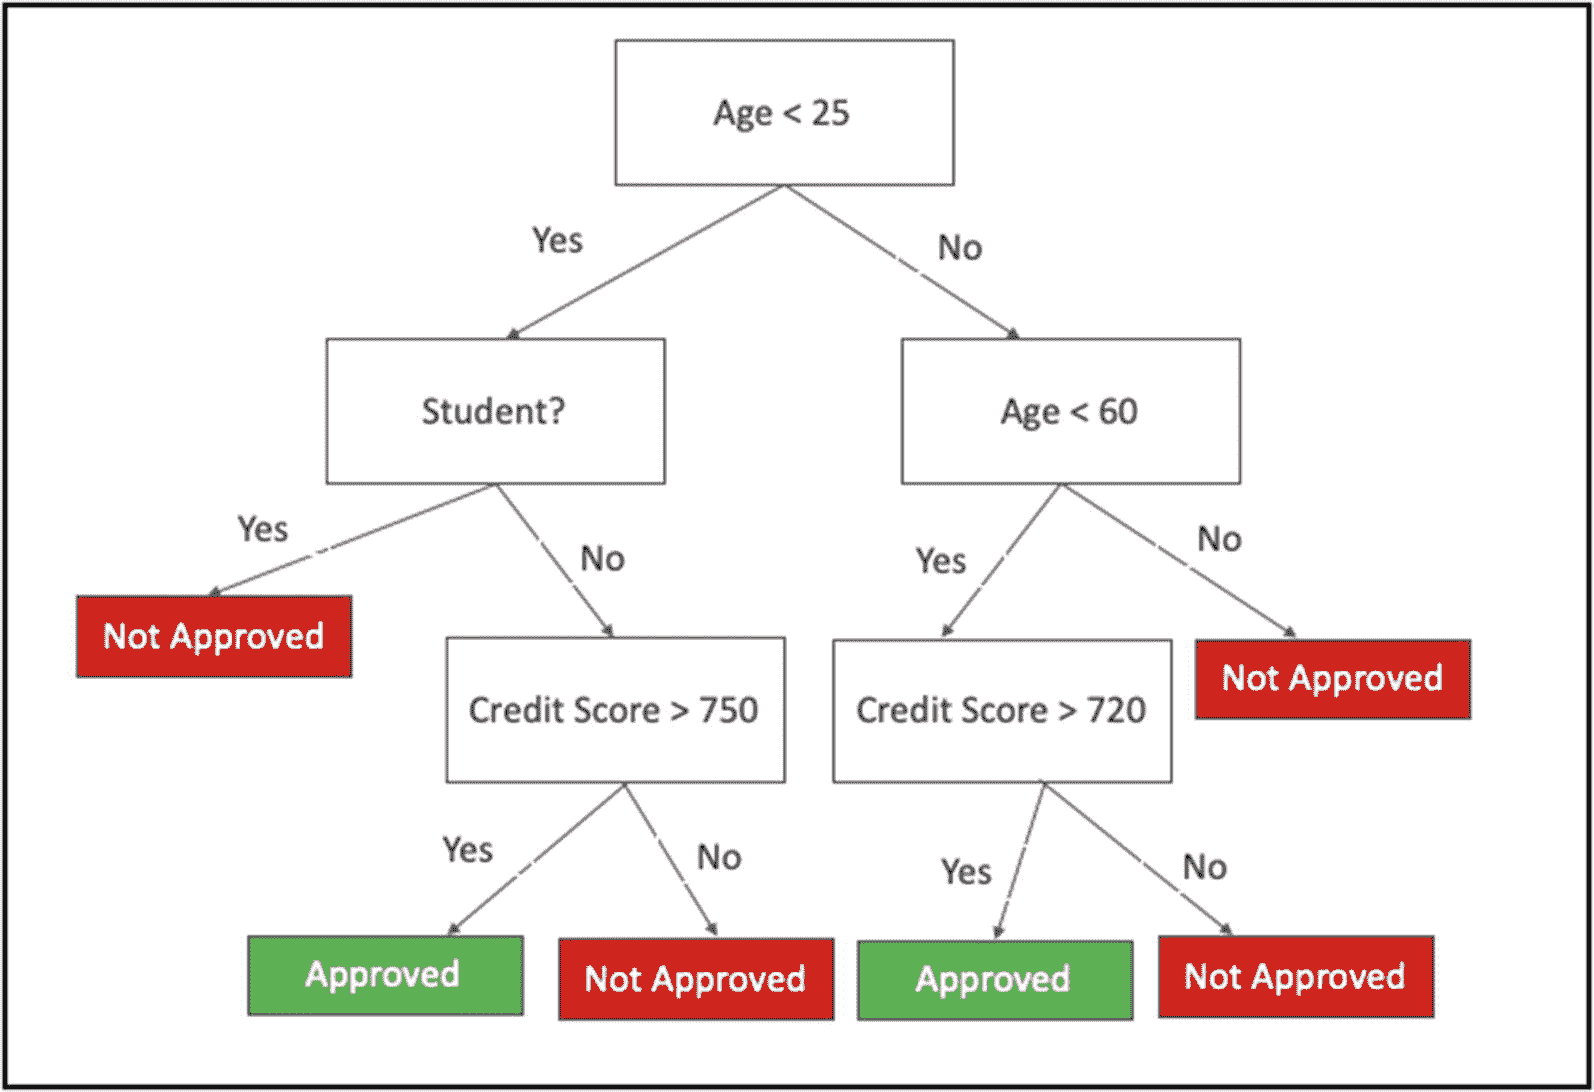 Age < 25
Yes
No
Student?
Age < 60
Yes
No
Yes
No
Not Approved
Credit Score > 750
Credit Score > 720
Not Approved
Yes
No
Yes
No
Approved
Not Approved
Approved
Not Approved